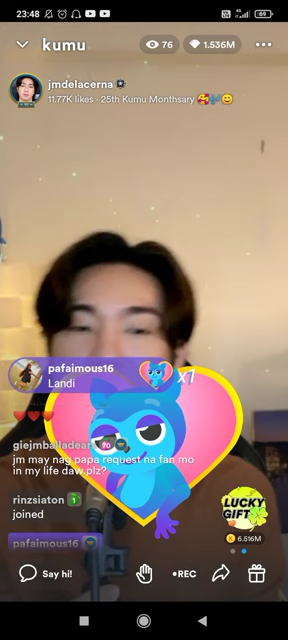 23:48
69
kumu
76
1.536M
jmdelacerna
11.77K likes · 25th Kumu Monthsary
pafaimous16
Landi
x1
giejmballadear
jm may nag papa request na fan mo
in my life daw plz?
rinzsiaton 1
joined
pafaimous16
LUCKY
GIFT
6.516M
Say hi!
•REC